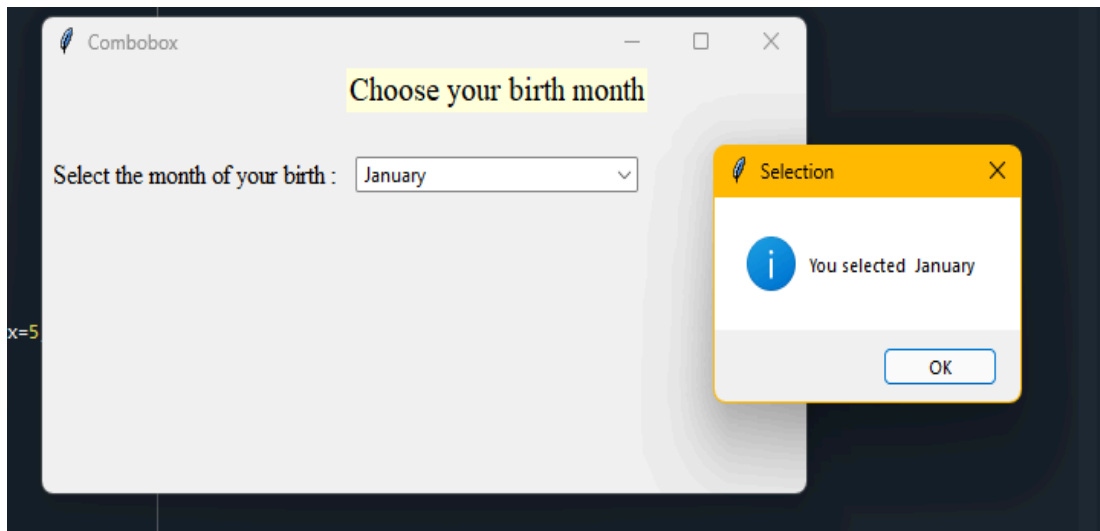 Combobox
Choose your birth month
Select the month of your birth :
January
Selection
You selected  January
OK
x=5